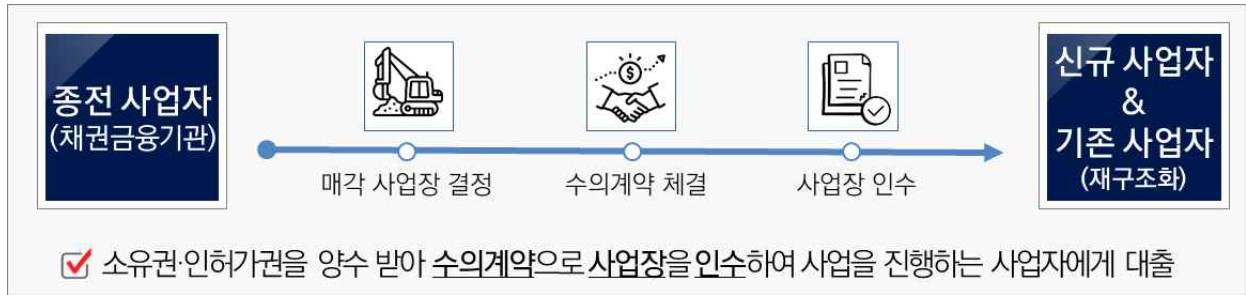 종전 사업자
(채권금융기관)
매각 사업장 결정
수의계약 체결
사업장 인수
신규 사업자
&
기존 사업자
(재구조화)
소유권·인허가권을 양수 받아 수의계약으로 사업장을 인수하여 사업을 진행하는 사업자에게 대출